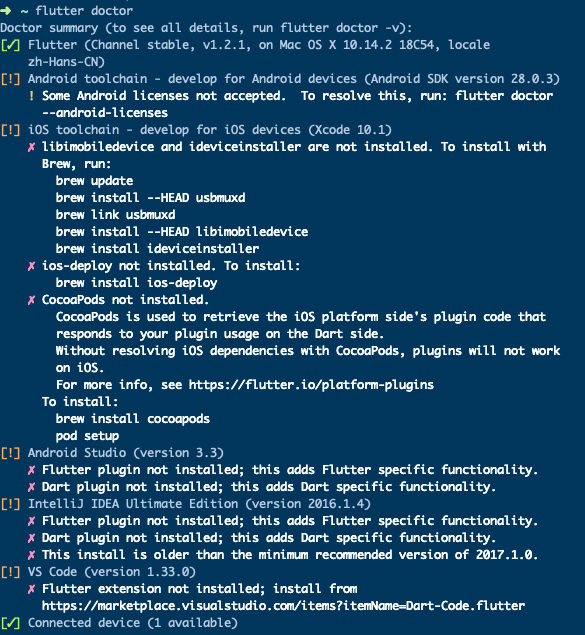 ➜ ~ flutter doctor
Doctor summary (to see all details, run flutter doctor -v):
[✓] Flutter (Channel stable, v1.2.1, on Mac OS X 10.14.2 18C54, locale
zh-Hans-CN)
[!] Android toolchain - develop for Android devices (Android SDK version 28.0.3)
! Some Android licenses not accepted.  To resolve this, run: flutter doctor
--android-licenses
[!] iOS toolchain - develop for iOS devices (Xcode 10.1)
✗ libimobiledevice and ideviceinstaller are not installed. To install with
Brew, run:
brew update
brew install --HEAD usbmuxd
brew link usbmuxd
brew install --HEAD libimobiledevice
brew install ideviceinstaller
✗ ios-deploy not installed. To install:
brew install ios-deploy
✗ CocoaPods not installed.
CocoaPods is used to retrieve the iOS platform side's plugin code that
responds to your plugin usage on the Dart side.
Without resolving iOS dependencies with CocoaPods, plugins will not work
on iOS.
For more info, see https://flutter.io/platform-plugins
To install:
brew install cocoapods
pod setup
[!] Android Studio (version 3.3)
✗ Flutter plugin not installed; this adds Flutter specific functionality.
✗ Dart plugin not installed; this adds Dart specific functionality.
[!] IntelliJ IDEA Ultimate Edition (version 2016.1.4)
✗ Flutter plugin not installed; this adds Flutter specific functionality.
✗ Dart plugin not installed; this adds Dart specific functionality.
✗ This install is older than the minimum recommended version of 2017.1.0.
[!] VS Code (version 1.33.0)
✗ Flutter extension not installed; install from
https://marketplace.visualstudio.com/items?itemName=Dart-Code.flutter
[✓] Connected device (1 available)